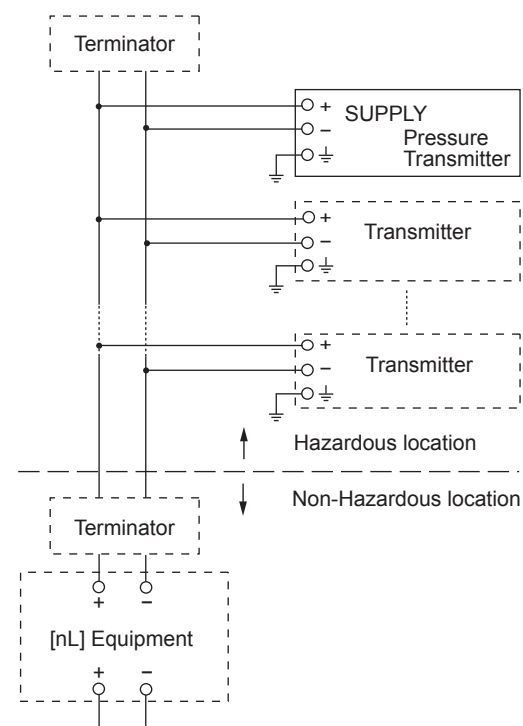 Terminator
+
SUPPLY
–
Pressure
Transmitter
+
Transmitter
–
+
Transmitter
–
Hazardous location
Non-Hazardous location
Terminator
+ –
[nL] Equipment
+ –